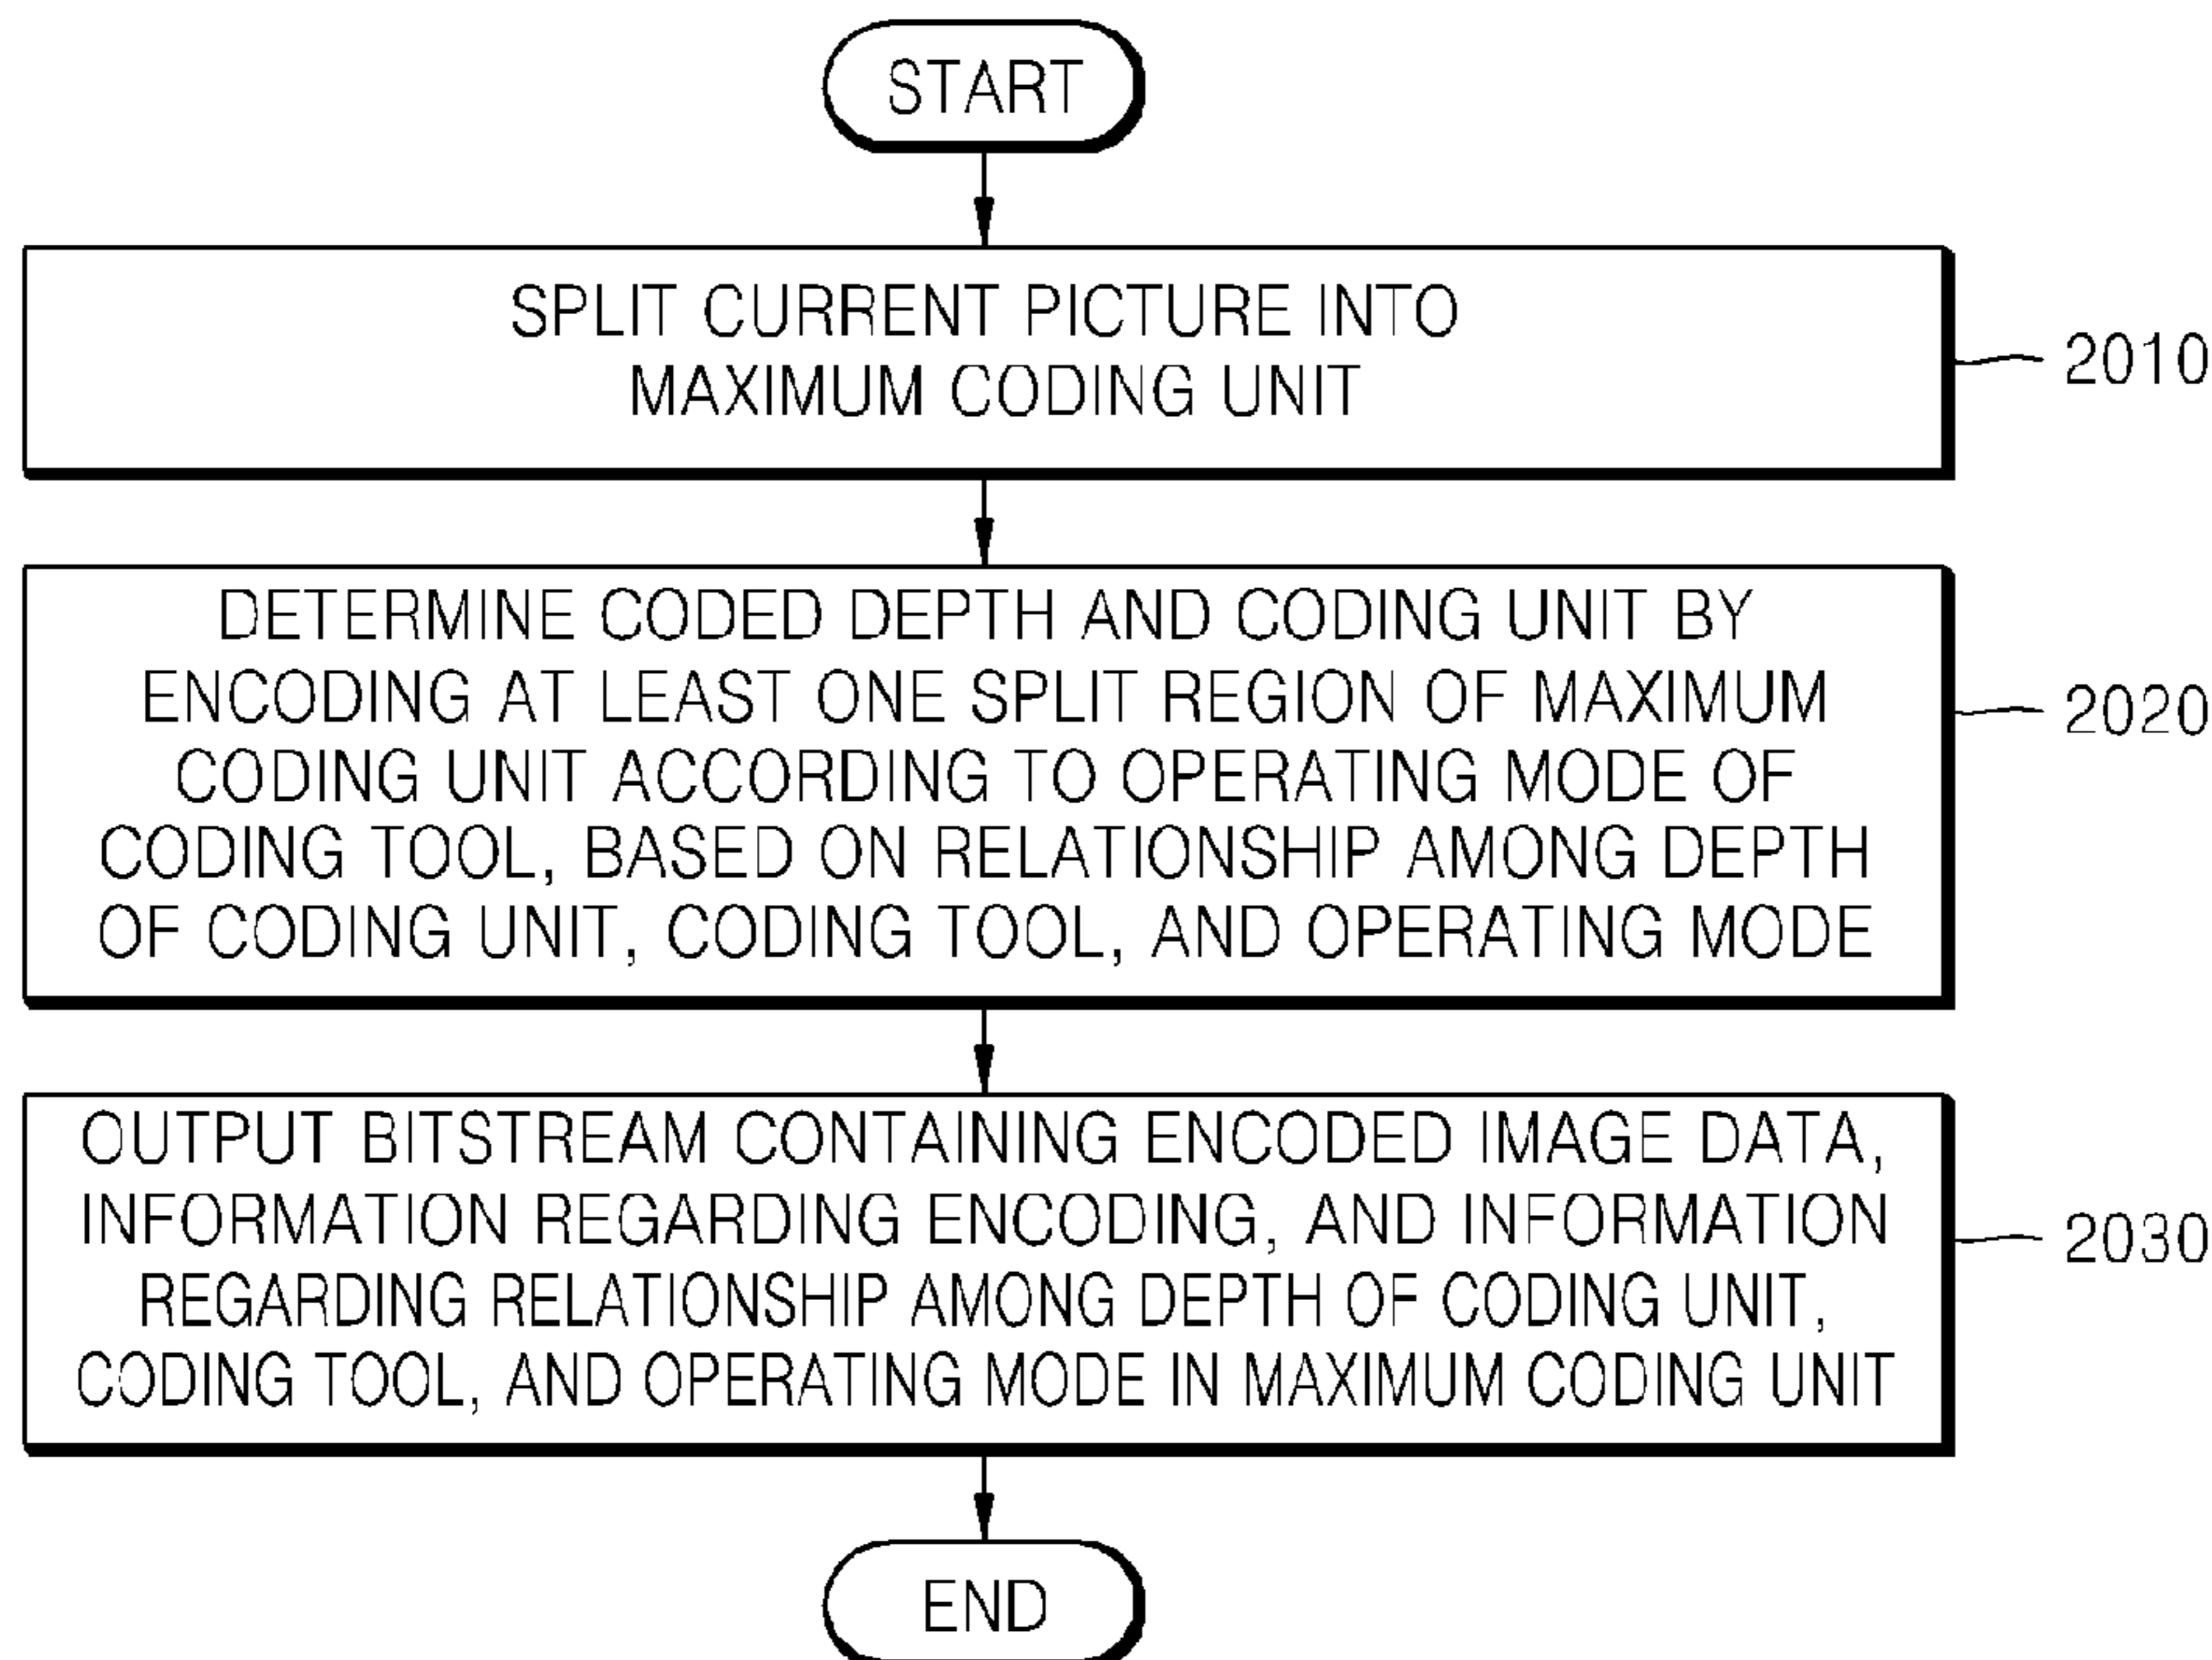 START
SPLIT CURRENT PICTURE INTO
MAXIMUM CODING UNIT
2010
DETERMINE CODED DEPTH AND CODING UNIT BY
ENCODING AT LEAST ONE SPLIT REGION OF MAXIMUM
CODING UNIT ACCORDING TO OPERATING MODE OF
CODING TOOL, BASED ON RELATIONSHIP AMONG DEPTH
OF CODING UNIT, CODING TOOL, AND OPERATING MODE
2020
OUTPUT BITSTREAM CONTAINING ENCODED IMAGE DATA,
INFORMATION REGARDING ENCODING, AND INFORMATION
REGARDING RELATIONSHIP AMONG DEPTH OF CODING UNIT,
CODING TOOL, AND OPERATING MODE IN MAXIMUM CODING UNIT
2030
END